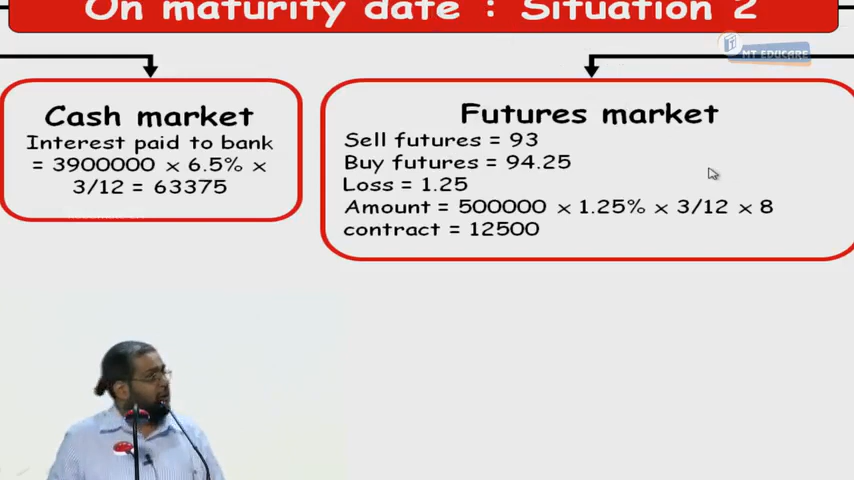 On maturity date : Situation 2
MT EDUCARE
Cash market
Interest paid to bank
= 3900000 x 6.5% x
3/12 = 63375
Futures market
Sell futures = 93
Buy futures = 94.25
Loss = 1.25
Amount = 500000 x 1.25% x 3/12 x 8
contract = 12500